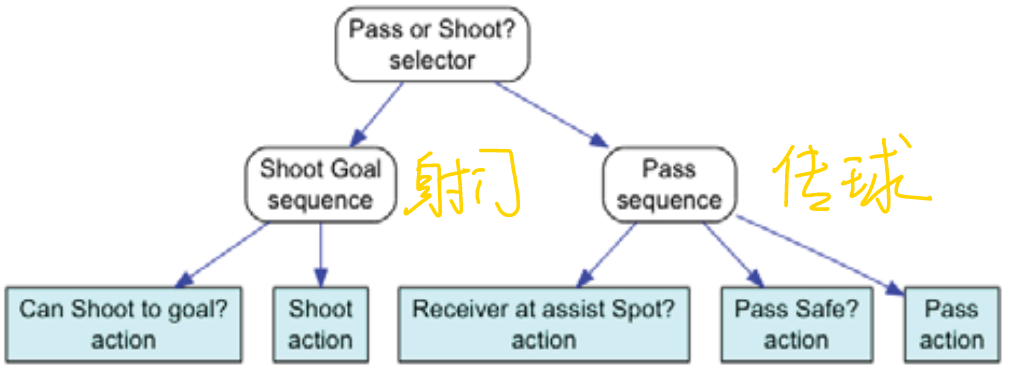 Pass or Shoot?
selector
Shoot Goal
sequence
射门
Pass
sequence
传球
Can Shoot to goal?
action
Shoot
action
Receiver at assist Spot?
action
Pass Safe?
action
Pass
action